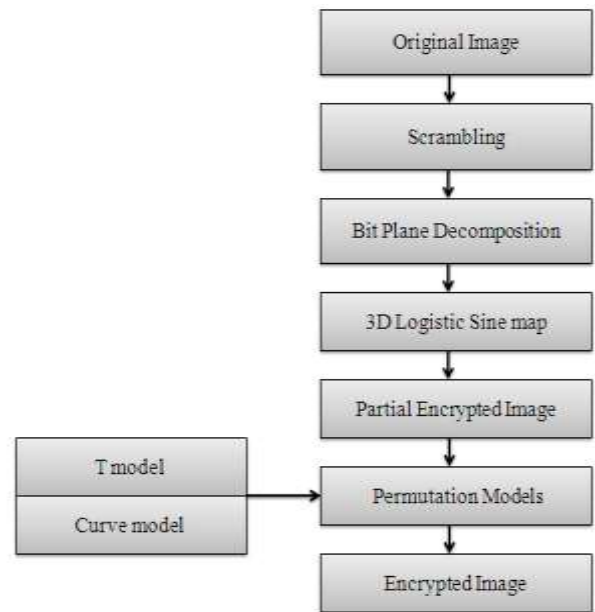 Original Image
Scrambling
Bit Plane Decomposition
3D Logistic Sine map
Partial Encrypted Image
T model
Curve model
Permutation Models
Encrypted Image